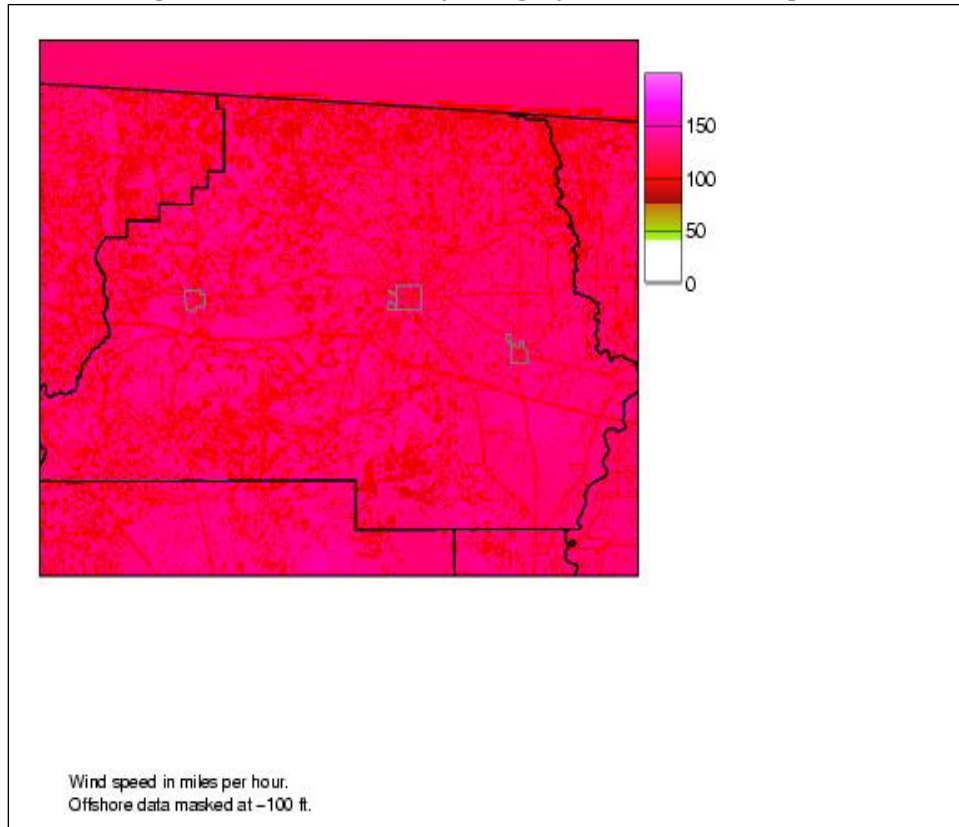 150
100
50
0
Wind speed in miles per hour.
Offshore data masked at −100 ft.